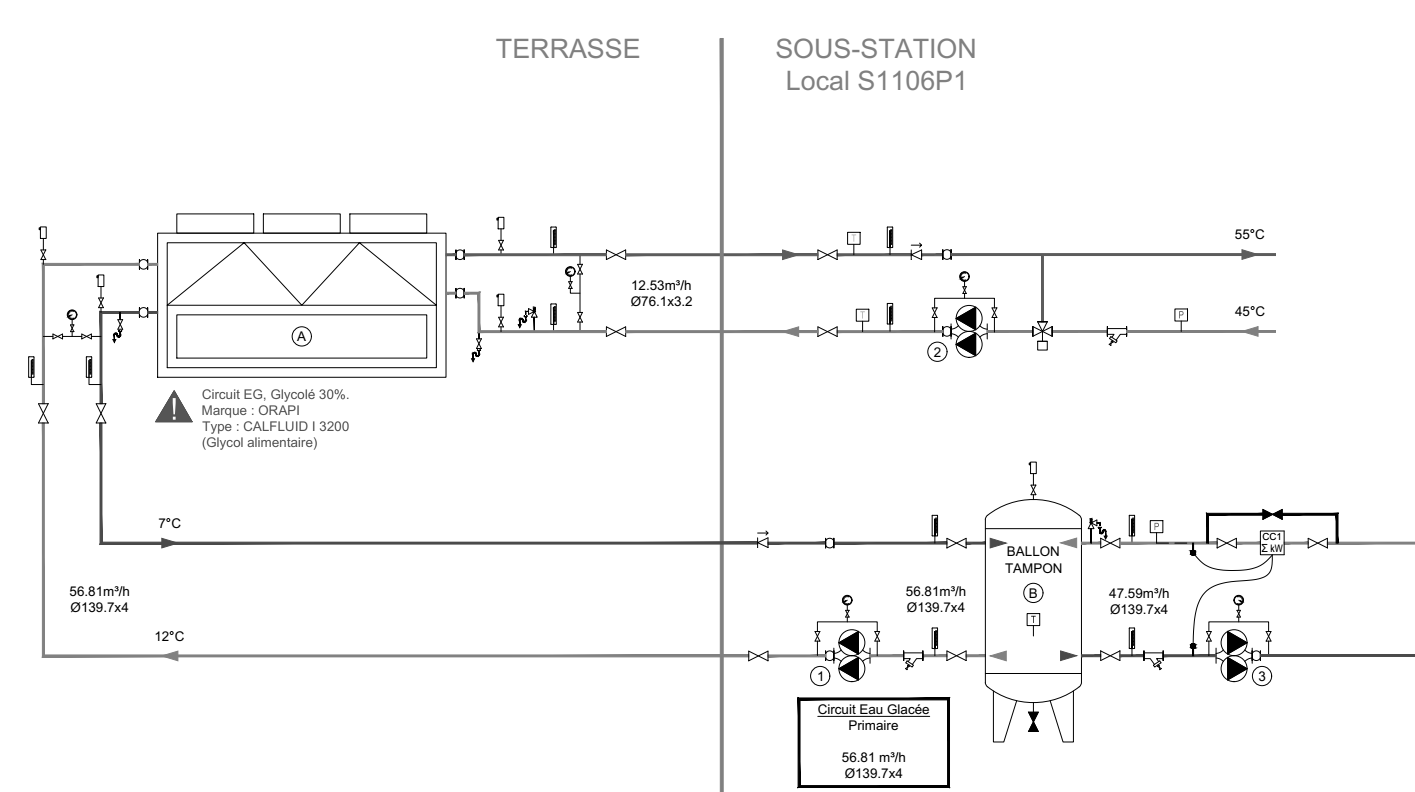 TERRASSE
SOUS-STATION
Local S1106P1
55°C
T
12.53m³/h
Ø76.1x3.2
45°C
T
P
2
A
Circuit EG, Glycolé 30%.
Marque : ORAPI
Type : CALFLUID I 3200
(Glycol alimentaire)
7°C
P
CC1
Σ kW
BALLON
TAMPON
B
T
56.81m³/h
Ø139.7x4
56.81m³/h
Ø139.7x4
47.59m³/h
Ø139.7x4
12°C
1
3
Circuit Eau Glacée
Primaire
56.81 m³/h
Ø139.7x4